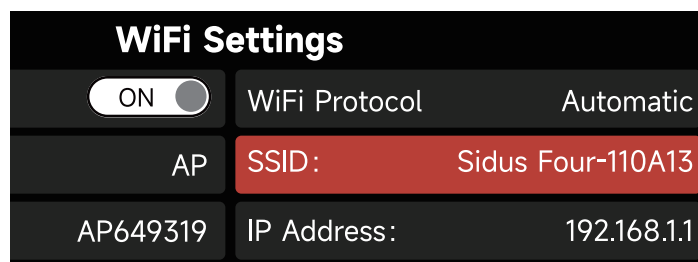 WiFi Settings
ON WiFi Protocol Automatic
AP SSID: Sidus Four-110A13
AP649319 IP Address: 192.168.1.1